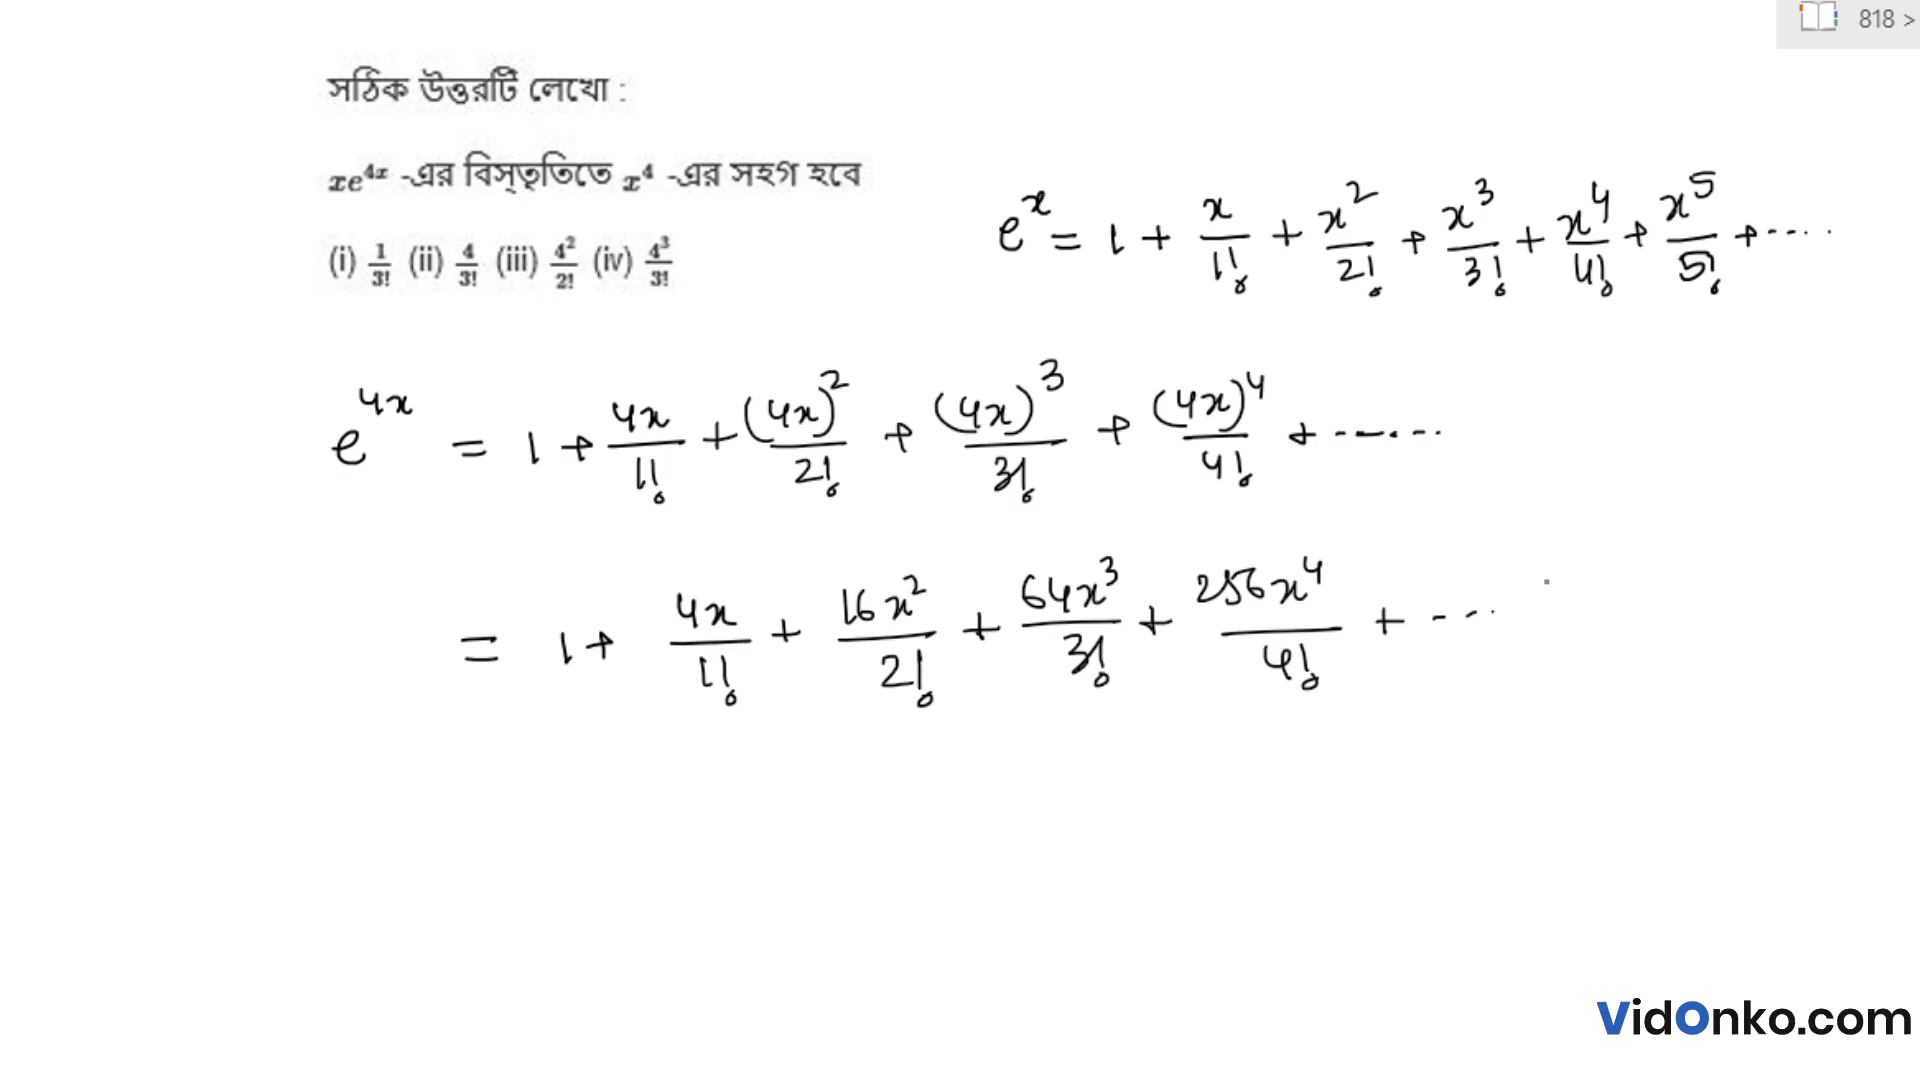 818 >
সঠিক উত্তরটি লেখো :
xe^{4x} -এর বিস্তৃতিতে x^4 -এর সহগ হবে
(i) 1/3! (ii) 4/3! (iii) 4^2/2! (iv) 4^3/3!
e^x = 1 + x/1! + x^2/2! + x^3/3! + x^4/4! + x^5/5! + ....
e^{4x} = 1 + 4x/1! + (4x)^2/2! + (4x)^3/3! + (4x)^4/4! + ......
= 1 + 4x/1! + 16x^2/2! + 64x^3/3! + 256x^4/4! + ...
VidOnko.com